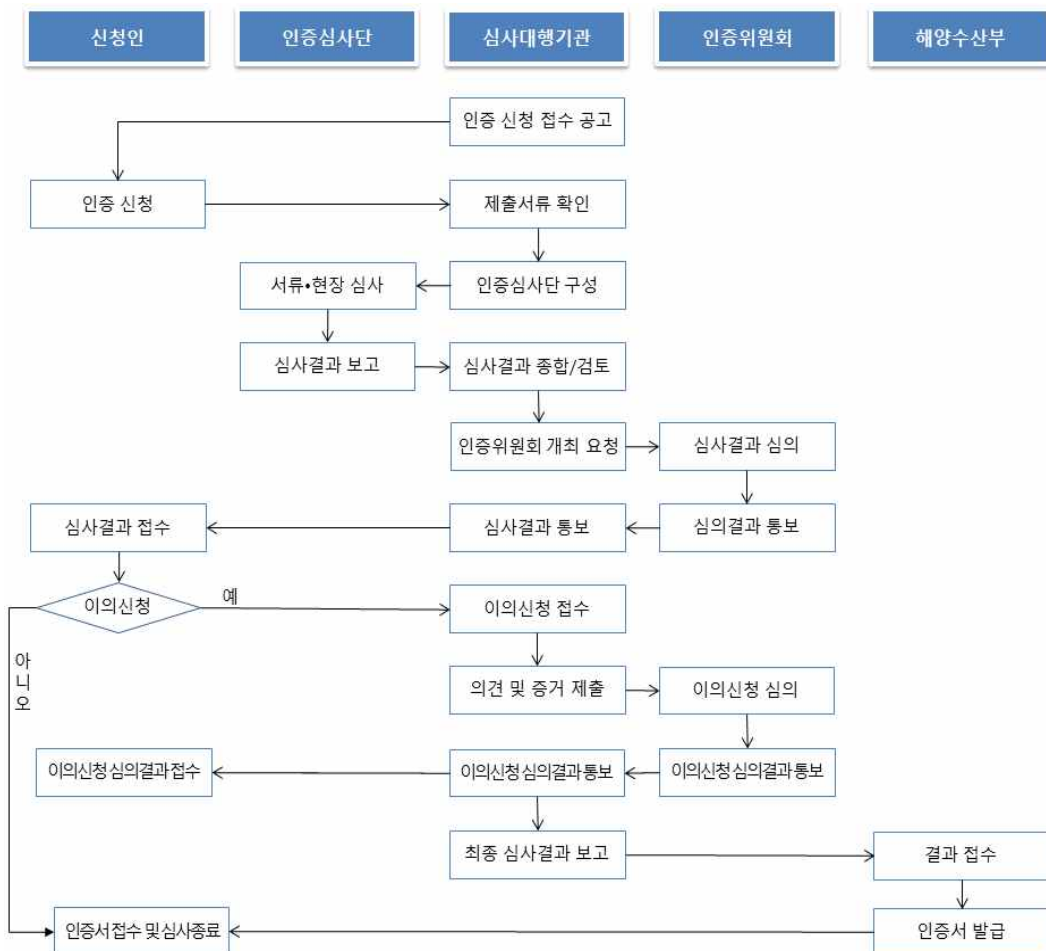 신청인
인증심사단
심사대행기관
인증위원회
해양수산부
인증 신청 접수 공고
인증 신청
제출서류 확인
서류•현장 심사
인증심사단 구성
심사결과 보고
심사결과 종합/검토
인증위원회 개최 요청
심사결과 심의
심사결과 접수
심사결과 통보
심의결과 통보
이의신청
예
이의신청 접수
아
니
오
의견 및 증거 제출
이의신청 심의
이의신청심의결과접수
이의신청심의결과통보
이의신청심의결과통보
최종 심사결과 보고
결과 접수
인증서접수 및 심사종료
인증서 발급